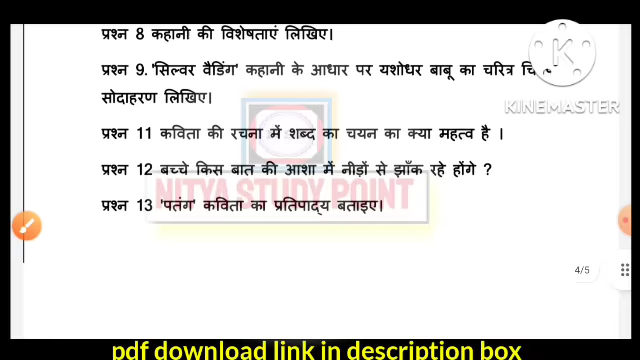 प्रश्न 8 कहानी की विशेषताएं लिखिए।
प्रश्न 9. 'सिल्वर वैडिंग' कहानी के आधार पर यशोधर बाबू का चरित्र
सोदाहरण लिखिए।
KINEMASTER
प्रश्न 11 कविता की रचना में शब्द का चयन का क्या महत्व है ।
प्रश्न 12 बच्चे किस बात की आशा में नीड़ों से झाँक रहे होंगे ?
NITYA STUDY POINT
प्रश्न 13 'पतंग' कविता का प्रतिपाद्य बताइए।
4/5
pdf download link in description box